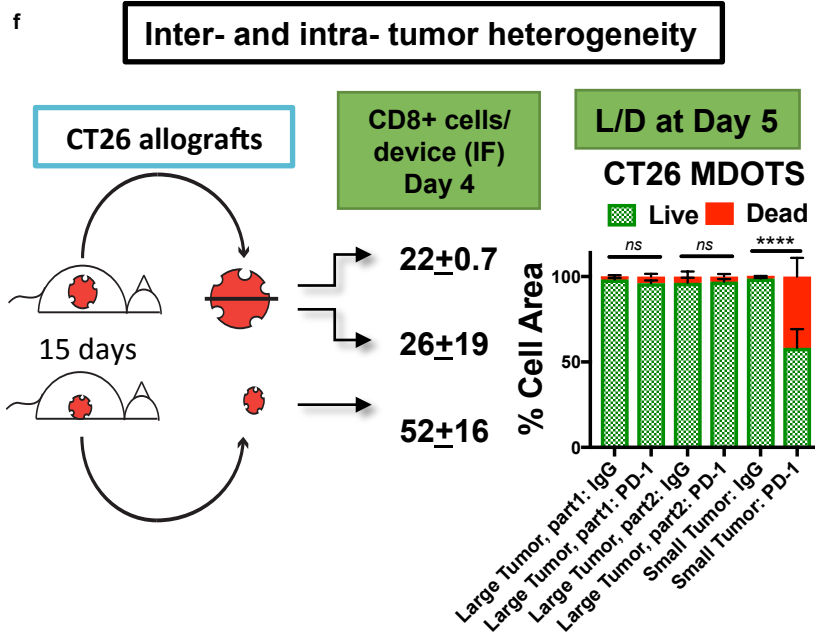 f
Inter- and intra- tumor heterogeneity
CT26 allografts
15 days
CD8+ cells/
device (IF)
Day 4
22±0.7
26±19
52±16
L/D at Day 5
CT26 MDOTS
Live Dead
ns
ns
****
% Cell Area
100
50
0
Large Tumor, part1: IgG
Large Tumor, part1: PD-1
Large Tumor, part2: IgG
Large Tumor, part2: PD-1
Small Tumor: IgG
Small Tumor: PD-1